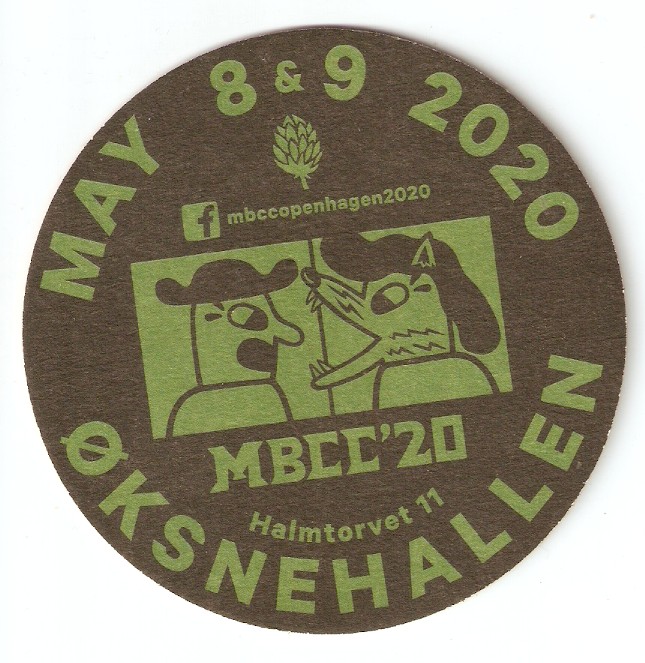 MAY 8 & 9 2020
f mbccopenhagen2020
MBCC'20
Halmtorvet 11
ØKSNEHALLEN